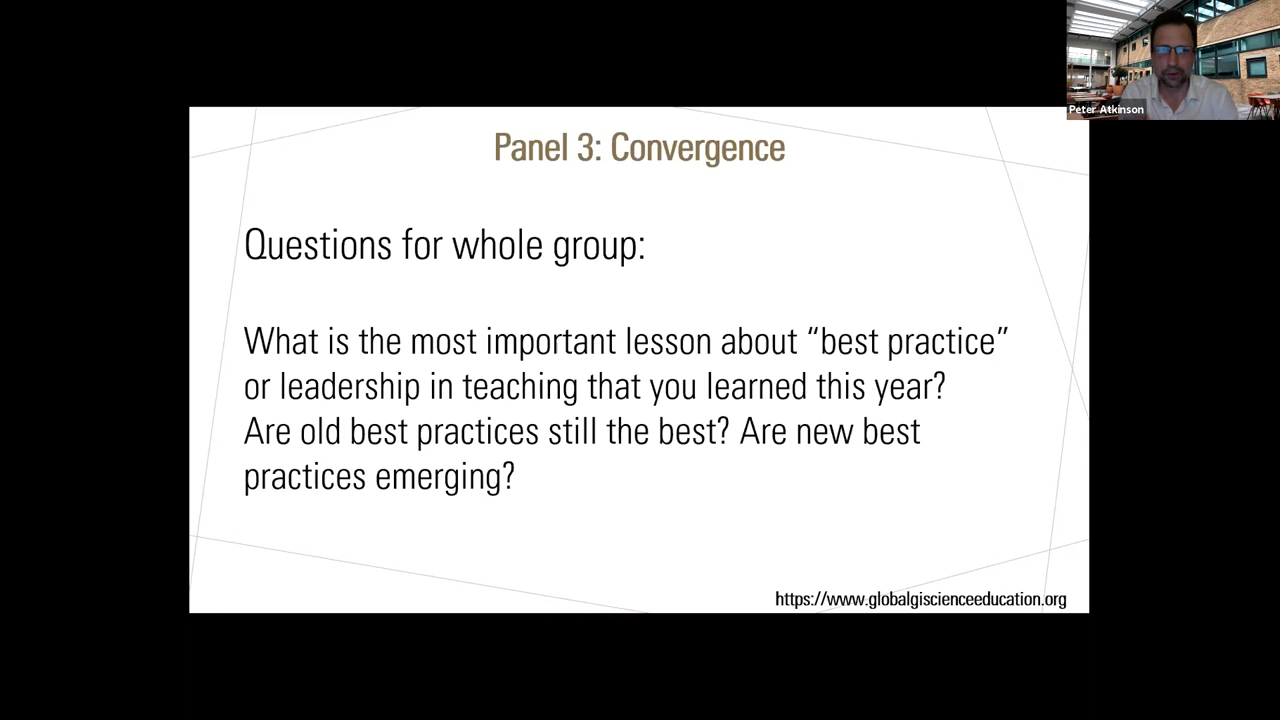 Peter Atkinson
Panel 3: Convergence
Questions for whole group:
What is the most important lesson about “best practice”
or leadership in teaching that you learned this year?
Are old best practices still the best? Are new best
practices emerging?
https://www.globalgiscienceeducation.org